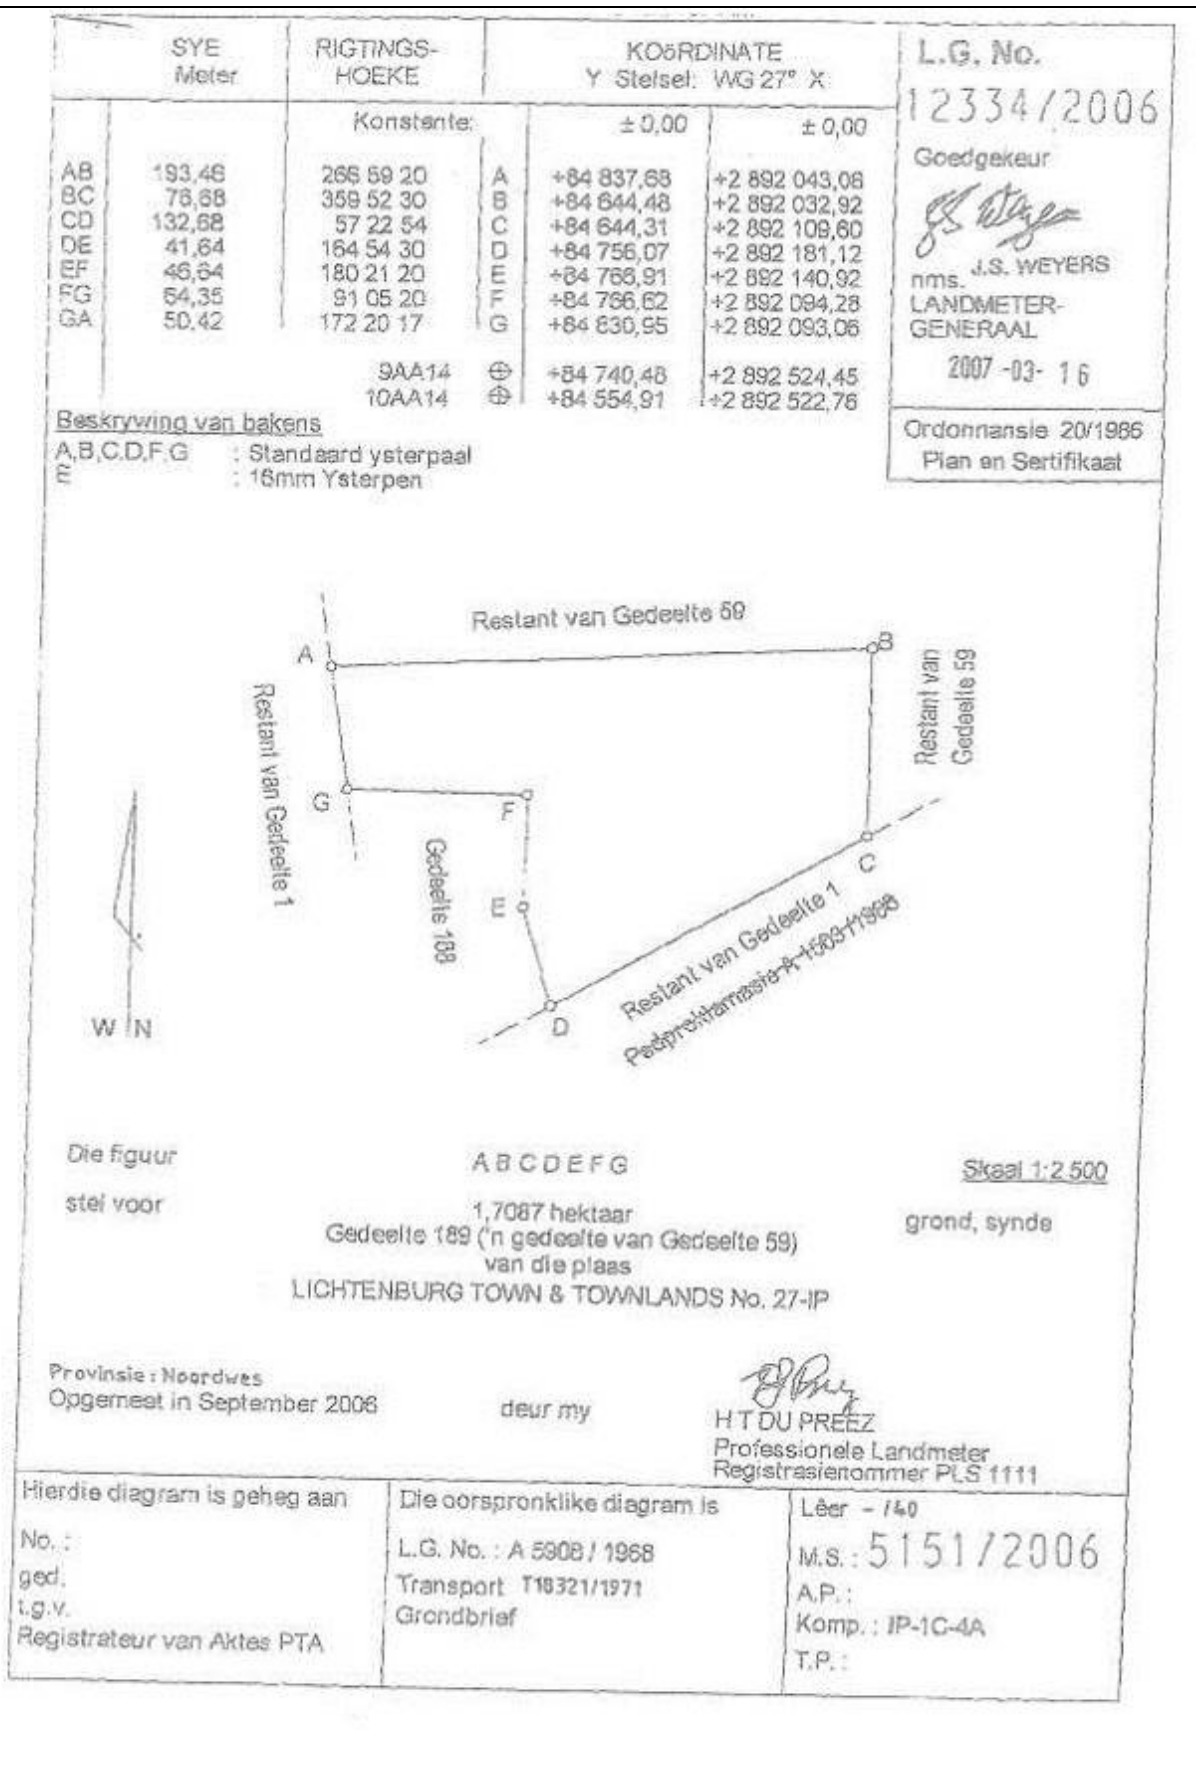 SYE
Meter
RIGTINGS-
HOEKE
KOöRDINATE
Y Stelsel: WG 27° X
L.G. No.
12334/2006
Konstante: ± 0,00 ± 0,00
AB 193,46 266 59 20 A +84 837,68 +2 892 043,06
BC 76,68 359 52 30 B +84 644,48 +2 892 032,92
CD 132,68 57 22 54 C +84 644,31 +2 892 109,60
DE 41,64 164 54 30 D +84 756,07 +2 892 181,12
EF 46,64 180 21 20 E +84 766,91 +2 892 140,92
FG 54,35 91 05 20 F +84 766,62 +2 892 094,28
GA 50,42 172 20 17 G +84 830,95 +2 892 093,06
9AA14 ⊕ +84 740,48 +2 892 524,45
10AA14 ⊕ +84 554,91 +2 892 522,76
Goedgekeur
J.S. WEYERS
nms.
LANDMETER-
GENERAAL
2007 -03- 16
Ordonnansie 20/1986
Plan en Sertifikaat
Beskrywing van bakens
A,B,C,D,F,G : Standaard ysterpaal
E : 16mm Ysterpen
Restant van Gedeelte 59
A
B
Restant van
Gedeelte 59
Restant van Gedeelte 1
G
F
Gedeelte 188
E
C
D
Restant van Gedeelte 1
Padproklamasie A 1503/1968
W N
Die figuur A B C D E F G Skaal 1:2 500
stel voor 1,7087 hektaar grond, synde
Gedeelte 189 ('n gedeelte van Gedeelte 59)
van die plaas
LICHTENBURG TOWN & TOWNLANDS No. 27-IP
Provinsie: Noordwes
Opgemeet in September 2006 deur my
H T DU PREEZ
Professionele Landmeter
Registrasienommer PLS 1111
Hierdie diagram is geheg aan
No. :
ged.
t.g.v.
Registrateur van Aktes PTA
Die oorspronklike diagram is
L.G. No. : A 5908 / 1968
Transport T18321/1971
Grondbrief
Lêer - /40
M.S. : 5151/2006
A.P. :
Komp. : IP-1C-4A
T.P. :